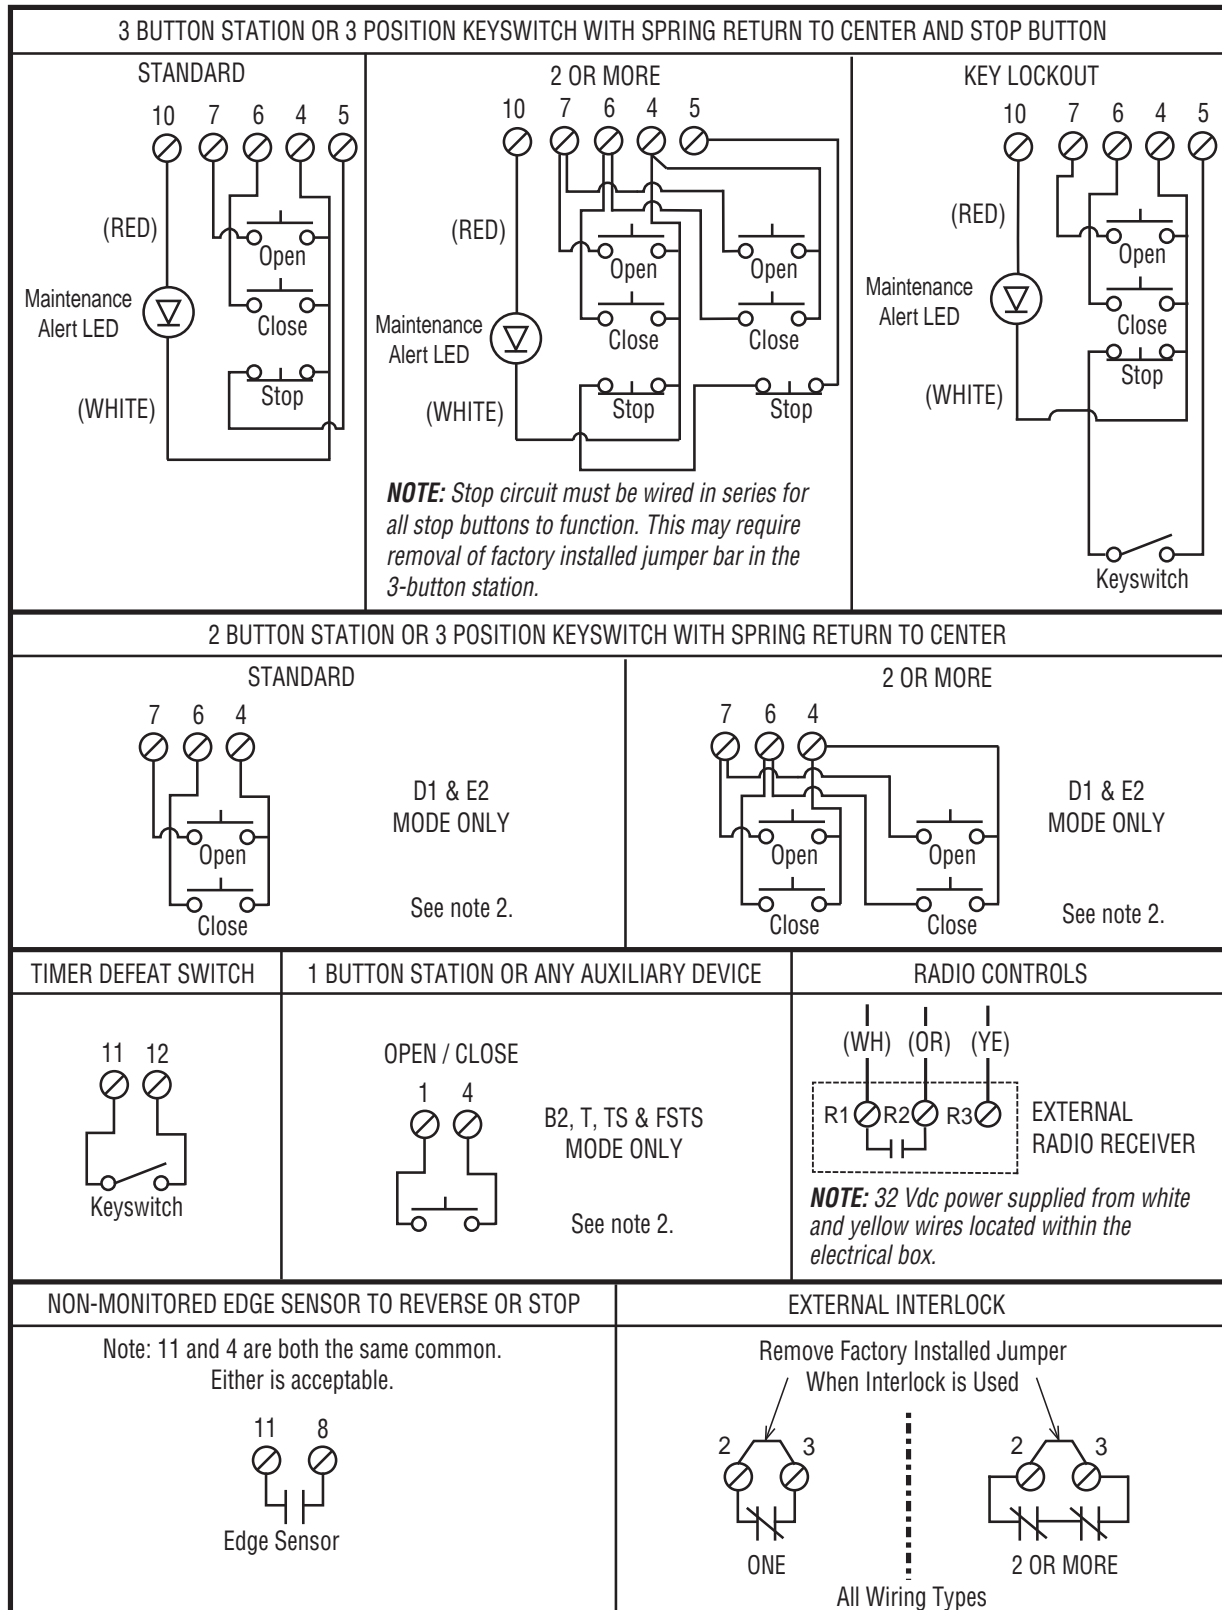 3 BUTTON STATION OR 3 POSITION KEYSWITCH WITH SPRING RETURN TO CENTER AND STOP BUTTON
STANDARD
10 7 6 4 5
(RED)
Open
Maintenance
Alert LED
Close
(WHITE)
Stop
2 OR MORE
10 7 6 4 5
(RED)
Open
Open
Maintenance
Alert LED
Close
Close
(WHITE)
Stop
Stop
NOTE: Stop circuit must be wired in series for
all stop buttons to function. This may require
removal of factory installed jumper bar in the
3-button station.
KEY LOCKOUT
10 7 6 4 5
(RED)
Open
Maintenance
Alert LED
Close
Stop
(WHITE)
Keyswitch
2 BUTTON STATION OR 3 POSITION KEYSWITCH WITH SPRING RETURN TO CENTER
STANDARD
7 6 4
Open
Close
D1 & E2
MODE ONLY
See note 2.
2 OR MORE
7 6 4
Open
Open
Close
Close
D1 & E2
MODE ONLY
See note 2.
TIMER DEFEAT SWITCH
11 12
Keyswitch
1 BUTTON STATION OR ANY AUXILIARY DEVICE
OPEN / CLOSE
1 4
B2, T, TS & FSTS
MODE ONLY
See note 2.
RADIO CONTROLS
(WH) (OR) (YE)
R1 R2 R3
EXTERNAL
RADIO RECEIVER
NOTE: 32 Vdc power supplied from white
and yellow wires located within the
electrical box.
NON-MONITORED EDGE SENSOR TO REVERSE OR STOP
Note: 11 and 4 are both the same common.
Either is acceptable.
11 8
Edge Sensor
EXTERNAL INTERLOCK
Remove Factory Installed Jumper
When Interlock is Used
2 3
ONE
2 3
2 OR MORE
All Wiring Types